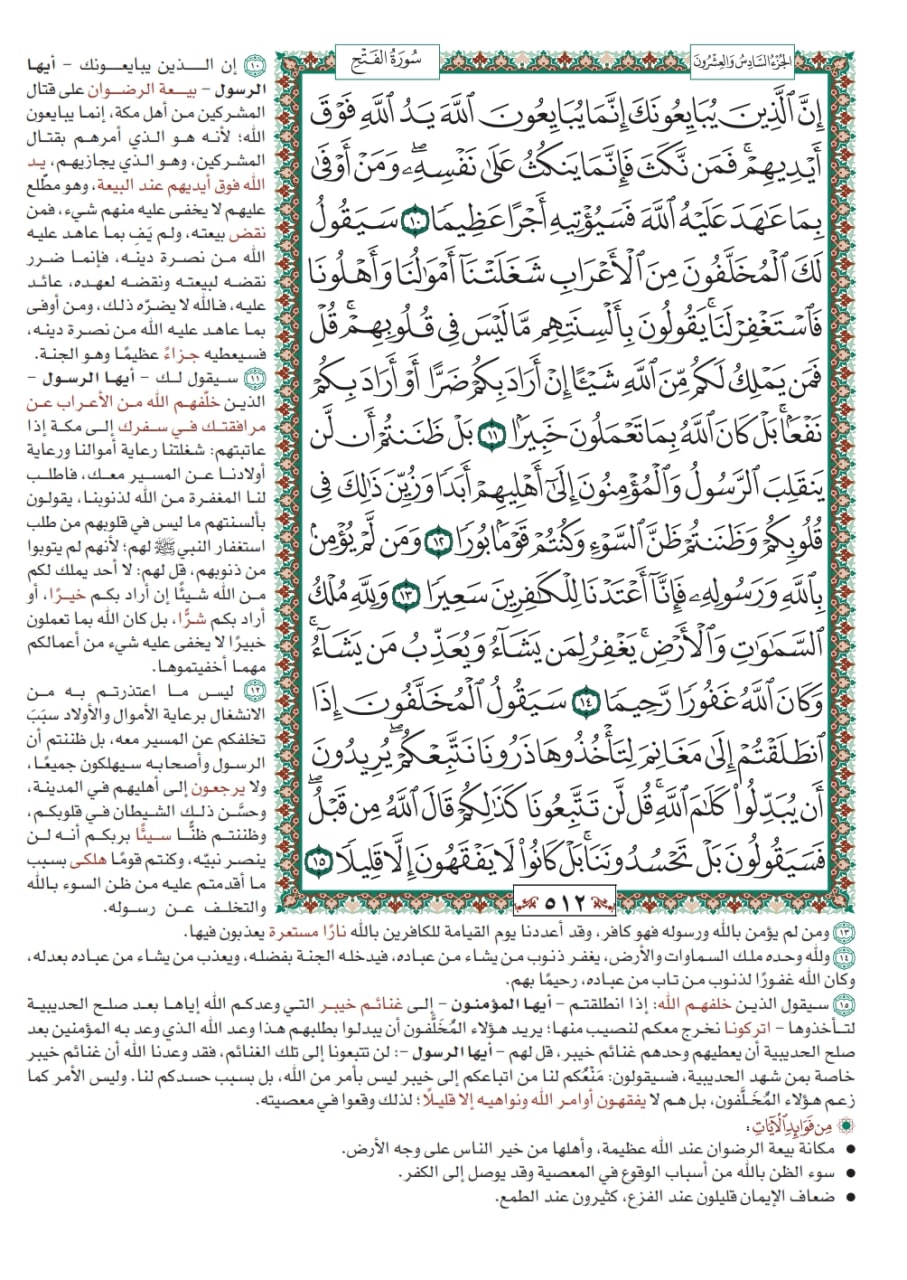 الجُزْءُ السَّادِسُ وَالعِشْرُونَ
سُورَةُ الفَتْحِ
إِنَّ ٱلَّذِينَ يُبَايِعُونَكَ إِنَّمَا يُبَايِعُونَ ٱللَّهَ يَدُ ٱللَّهِ فَوْقَ
أَيْدِيهِمْۚ فَمَن نَّكَثَ فَإِنَّمَا يَنكُثُ عَلَىٰ نَفْسِهِۦۖ وَمَنْ أَوْفَىٰ
بِمَا عَٰهَدَ عَلَيْهُ ٱللَّهَ فَسَيُؤْتِيهِ أَجْرًا عَظِيمًا ١٠ سَيَقُولُ
لَكَ ٱلْمُخَلَّفُونَ مِنَ ٱلْأَعْرَابِ شَغَلَتْنَآ أَمْوَٰلُنَا وَأَهْلُونَا
فَٱسْتَغْفِرْ لَنَاۚ يَقُولُونَ بِأَلْسِنَتِهِم مَّا لَيْسَ فِي قُلُوبِهِمْۚ قُلْ
فَمَن يَمْلِكُ لَكُم مِّنَ ٱللَّهِ شَيْـًٔا إِنْ أَرَادَ بِكُمْ ضَرًّا أَوْ أَرَادَ بِكُمْ
نَفْعًۢاۚ بَلْ كَانَ ٱللَّهُ بِمَا تَعْمَلُونَ خَبِيرًۢا ١١ بَلْ ظَنَنتُمْ أَن لَّن
يَنقَلِبَ ٱلرَّسُولُ وَٱلْمُؤْمِنُونَ إِلَىٰٓ أَهْلِيهِمْ أَبَدًا وَزُيِّنَ ذَٰلِكَ فِي
قُلُوبِكُمْ وَظَنَنتُمْ ظَنَّ ٱلسَّوْءِ وَكُنتُمْ قَوْمًۢا بُورًا ١٢ وَمَن لَّمْ يُؤْمِنۢ
بِٱللَّهِ وَرَسُولِهِۦ فَإِنَّآ أَعْتَدْنَا لِلْكَٰفِرِينَ سَعِيرًا ١٣ وَلِلَّهِ مُلْكُ
ٱلسَّمَٰوَٰتِ وَٱلْأَرْضِۚ يَغْفِرُ لِمَن يَشَآءُ وَيُعَذِّبُ مَن يَشَآءُۚ
وَكَانَ ٱللَّهُ غَفُورًا رَّحِيمًا ١٤ سَيَقُولُ ٱلْمُخَلَّفُونَ إِذَا
ٱنطَلَقْتُمْ إِلَىٰ مَغَانِمَ لِتَأْخُذُوهَا ذَرُونَا نَتَّبِعْكُمْۖ يُرِيدُونَ
أَن يُبَدِّلُوا۟ كَلَٰمَ ٱللَّهِۚ قُل لَّن تَتَّبِعُونَا كَذَٰلِكُمْ قَالَ ٱللَّهُ مِن قَبْلُۖ
فَسَيَقُولُونَ بَلْ تَحْسُدُونَنَاۚ بَلْ كَانُوا۟ لَا يَفْقَهُونَ إِلَّا قَلِيلًا ١٥
٥١٢
١٠ إن الـذين يبايعـونك - أيها
الرسول - بيعة الرضوان على قتال
المشركين من أهل مكة، إنما يبايعون
الله؛ لأنه هو الذي أمرهم بقتال
المشركين، وهو الذي يجازيهم، يد
الله فوق أيديهم عند البيعة، وهو مطّلع
عليهم لا يخفى عليه منهم شيء، فمن
نقض بيعته، ولم يَفِ بما عاهد عليه
الله من نصرة دينه، فإنما ضرر
نقضه لبيعته ونقضه لعهده، عائد
عليه، فالله لا يضرّه ذلك، ومن أوفى
بما عاهد عليه الله من نصرة دينه،
فسيعطيه جزاءً عظيمًا وهو الجنة.
١١ سيقول لك - أيها الرسول -
الذين خلّفهم الله من الأعراب عن
مرافقتك في سفرك إلى مكة إذا
عاتبتهم: شغلتنا رعاية أموالنا ورعاية
أولادنا عن المسير معك، فاطلب
لنا المغفرة من الله لذنوبنا، يقولون
بألسنتهم ما ليس في قلوبهم من طلب
استغفار النبي ﷺ لهم؛ لأنهم لم يتوبوا
من ذنوبهم، قل لهم: لا أحد يملك لكم
من الله شيئًا إن أراد بكم خيرًا، أو
أراد بكم شرًّا، بل كان الله بما تعملون
خبيرًا لا يخفى عليه شيء من أعمالكم
مهما أخفيتموها.
١٢ ليس ما اعتذرتم به من
الانشغال برعاية الأموال والأولاد سبَبَ
تخلفكم عن المسير معه، بل ظننتم أن
الرسول وأصحابه سيهلكون جميعًا،
ولا يرجعون إلى أهليهم في المدينة،
وحسَّن ذلك الشيطان في قلوبكم،
وظننتم ظنًّا سيئًا بربكم أنه لن
ينصر نبيّه، وكنتم قومًا هلكى بسبب
ما أقدمتم عليه من ظن السوء بالله
والتخلف عن رسوله.
١٣ ومن لم يؤمن بالله ورسوله فهو كافر، وقد أعددنا يوم القيامة للكافرين بالله نارًا مستعرة يعذبون فيها.
١٤ ولله وحده ملك السماوات والأرض، يغفر ذنوب من يشاء من عباده، فيدخله الجنة بفضله، ويعذب من يشاء من عباده بعدله،
وكان الله غفورًا لذنوب من تاب من عباده، رحيمًا بهم.
١٥ سيقول الذين خلفهم الله: إذا انطلقتم - أيها المؤمنون - إلى غنائم خيبر التي وعدكم الله إياها بعد صلح الحديبية
لتأخذوها - اتركونا نخرج معكم لنصيب منها؛ يريد هؤلاء المُخَلَّفون أن يبدلوا بطلبهم هذا وعد الله الذي وعد به المؤمنين بعد
صلح الحديبية أن يعطيهم وحدهم غنائم خيبر، قل لهم - أيها الرسول -: لن تتبعونا إلى تلك الغنائم، فقد وعدنا الله أن غنائم خيبر
خاصة بمن شهد الحديبية، فسيقولون: مَنْعُكم لنا من اتباعكم إلى خيبر ليس بأمر من الله، بل بسبب حسدكم لنا. وليس الأمر كما
زعم هؤلاء المُخَلَّفون، بل هم لا يفقهون أوامر الله ونواهيه إلا قليلًا؛ لذلك وقعوا في معصيته.
مِن فَوَائِدِ الآيَاتِ:
● مكانة بيعة الرضوان عند الله عظيمة، وأهلها من خير الناس على وجه الأرض.
● سوء الظن بالله من أسباب الوقوع في المعصية وقد يوصل إلى الكفر.
● ضعاف الإيمان قليلون عند الفزع، كثيرون عند الطمع.